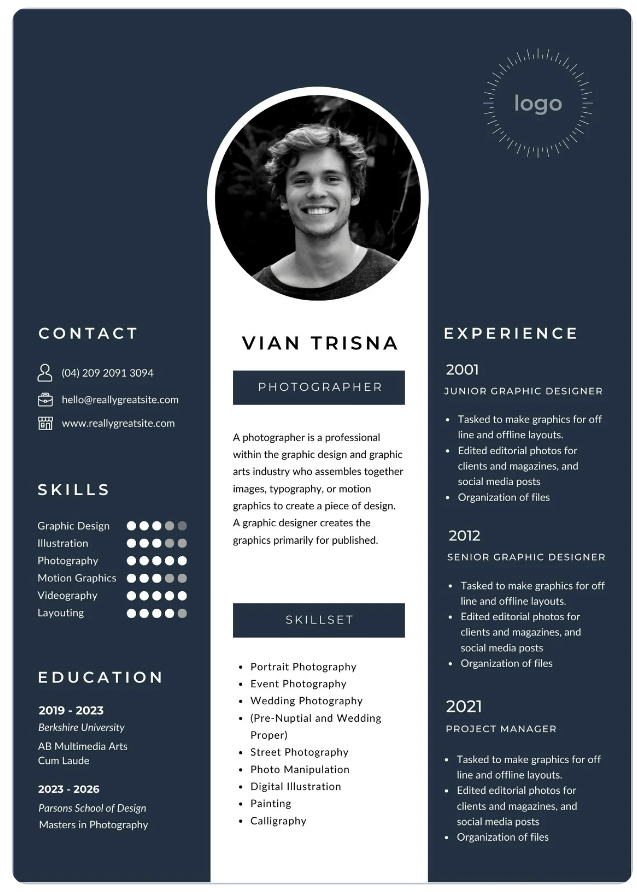 logo
CONTACT
(04) 209 2091 3094
hello@reallygreatsite.com
www.reallygreatsite.com
SKILLS
Graphic Design
Illustration
Photography
Motion Graphics
Videography
Layouting
EDUCATION
2019 - 2023
Berkshire University
AB Multimedia Arts
Cum Laude
2023 - 2026
Parsons School of Design
Masters in Photography
VIAN TRISNA
PHOTOGRAPHER
A photographer is a professional
within the graphic design and graphic
arts industry who assembles together
images, typography, or motion
graphics to create a piece of design.
A graphic designer creates the
graphics primarily for published.
SKILLSET
• Portrait Photography
• Event Photography
• Wedding Photography
• (Pre-Nuptial and Wedding
Proper)
• Street Photography
• Photo Manipulation
• Digital Illustration
• Painting
• Calligraphy
EXPERIENCE
2001
JUNIOR GRAPHIC DESIGNER
• Tasked to make graphics for off
line and offline layouts.
• Edited editorial photos for
clients and magazines, and
social media posts
• Organization of files
2012
SENIOR GRAPHIC DESIGNER
• Tasked to make graphics for off
line and offline layouts.
• Edited editorial photos for
clients and magazines, and
social media posts
• Organization of files
2021
PROJECT MANAGER
• Tasked to make graphics for off
line and offline layouts.
• Edited editorial photos for
clients and magazines, and
social media posts
• Organization of files